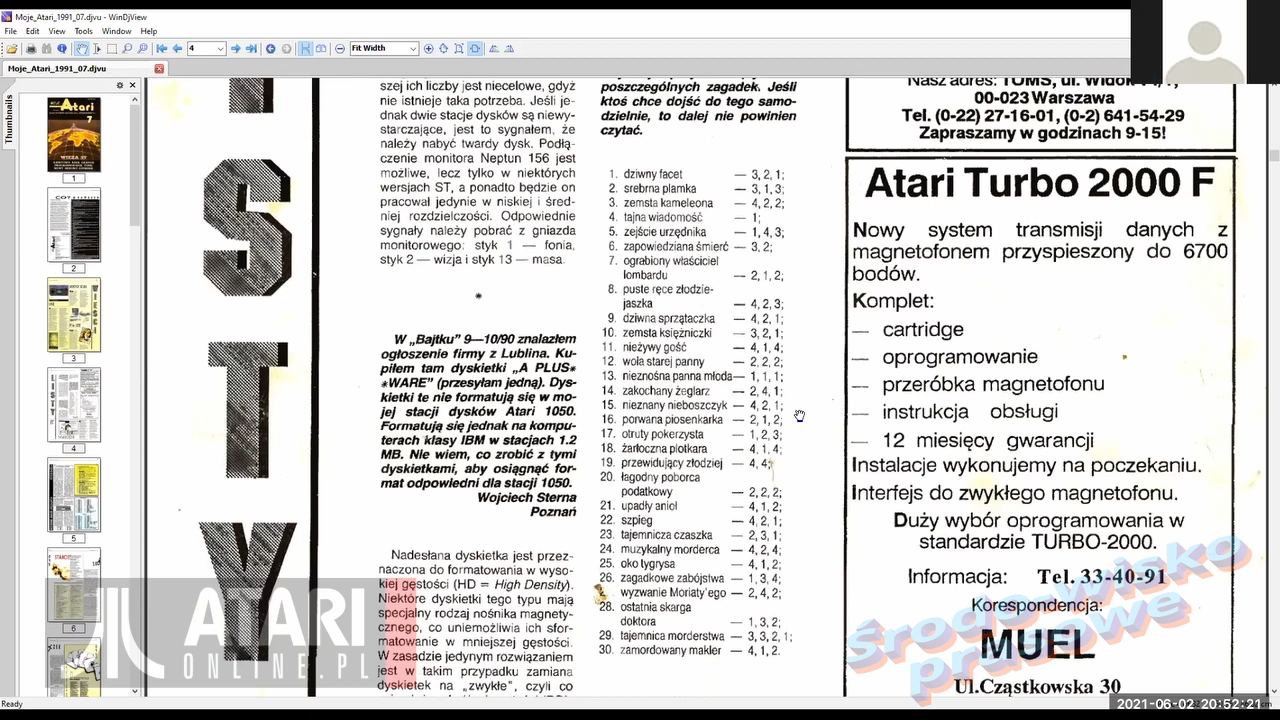 Moje_Atari_1991_07.djvu - WinDjView
File Edit View Go Tools Window Help
4
Fit Width
Moje_Atari_1991_07.djvu
Thumbnails
1
2
3
4
5
6
S
T
Y
szej ich liczby jest niecelowe, gdyż
nie istnieje taka potrzeba. Jeśli je-
dnak dwie stacje dysków są niewy-
starczające, jest to sygnałem, że
należy nabyć twardy dysk. Podłą-
czenie monitora Neptun 156 jest
możliwe, lecz tylko w niektórych
wersjach ST, a ponadto będzie on
pracował jedynie w niskiej i śred-
niej rozdzielczości. Odpowiednie
sygnały należy pobrać z gniazda
monitorowego: styk 1 — fonia,
styk 2 — wizja i styk 13 — masa.
*
W „Bajtku" 9—10/90 znalazłem
ogłoszenie firmy z Lublina. Ku-
piłem tam dyskietki „A PLUS*
*WARE" (przesyłam jedną). Dys-
kietki te nie formatują się w mo-
jej stacji dysków Atari 1050.
Formatują się jednak na kompu-
terach klasy IBM w stacjach 1.2
MB. Nie wiem, co zrobić z tymi
dyskietkami, aby osiągnąć for-
mat odpowiedni dla stacji 1050.
Wojciech Sterna
Poznań
Nadesłana dyskietka jest przez-
naczona do formatowania w wyso-
kiej gęstości (HD = High Density).
Niektóre dyskietki tego typu mają
specjalny rodzaj nośnika magnety-
cznego, co uniemożliwia ich sfor-
matowanie w mniejszej gęstości.
W zasadzie jedynym rozwiązaniem
jest w takim przypadku zamiana
dyskietek na „zwykłe", czyli co
poszczególnych zagadek. Jeśli
ktoś chce dojść do tego samo-
dzielnie, to dalej nie powinien
czytać.
1. dziwny facet — 3, 2, 1;
2. srebrna plamka — 3, 1, 3;
3. zemsta kameleona — 4, 2, 2;
4. tajna wiadomość — 1;
5. zejście urzędnika — 1, 4, 3;
6. zapowiedziana śmierć — 3, 2;
7. ograbiony właściciel
lombardu — 2, 1, 2;
8. puste ręce złodzie-
jaszka — 4, 2, 3;
9. dziwna sprzątaczka — 4, 2, 1;
10. zemsta księżniczki — 3, 2, 1;
11. nieżywy gość — 4, 1, 4;
12. wola starej panny — 2, 2, 2;
13. nieznośna panna młoda — 1, 1, 1;
14. zakochany żeglarz — 2, 4, 1;
15. nieznany nieboszczyk — 4, 2, 1;
16. porwana piosenkarka — 2, 1, 2;
17. otruty pokerzysta — 1, 2, 3;
18. żarłoczna plotkara — 4, 1, 4;
19. przewidujący złodziej — 4, 4;
20. łagodny poborca
podatkowy — 2, 2, 2;
21. upadły anioł — 4, 1, 2;
22. szpieg — 4, 2, 1;
23. tajemnicza czaszka — 2, 3, 1;
24. muzykalny morderca — 4, 2, 4;
25. oko tygrysa — 4, 1, 2;
26. zagadkowe zabójstwa — 1, 3, 4;
wyzwanie Moriaty'ego — 2, 4, 2;
28. ostatnia skarga
doktora — 1, 3, 2;
29. tajemnica morderstwa — 3, 3, 2, 1;
30. zamordowany makler — 4, 1, 2.
Nasz adres: TOMS, ul. Widok
00-023 Warszawa
Tel. (0-22) 27-16-01, (0-2) 641-54-29
Zapraszamy w godzinach 9-15!
Atari Turbo 2000 F
Nowy system transmisji danych z
magnetofonem przyspieszony do 6700
bodów.
Komplet:
— cartridge
— oprogramowanie
— przeróbka magnetofonu
— instrukcja obsługi
— 12 miesięcy gwarancji
Instalacje wykonujemy na poczekaniu.
Interfejs do zwykłego magnetofonu.
Duży wybór oprogramowania w
standardzie TURBO-2000.
Informacja: Tel. 33-40-91
Korespondencja:
MUEL
Ul.Cząstkowska 30
ATARI
ONLINE.PL
Środo-wisko
prawowe
Ready
2021-06-02 20:52:21